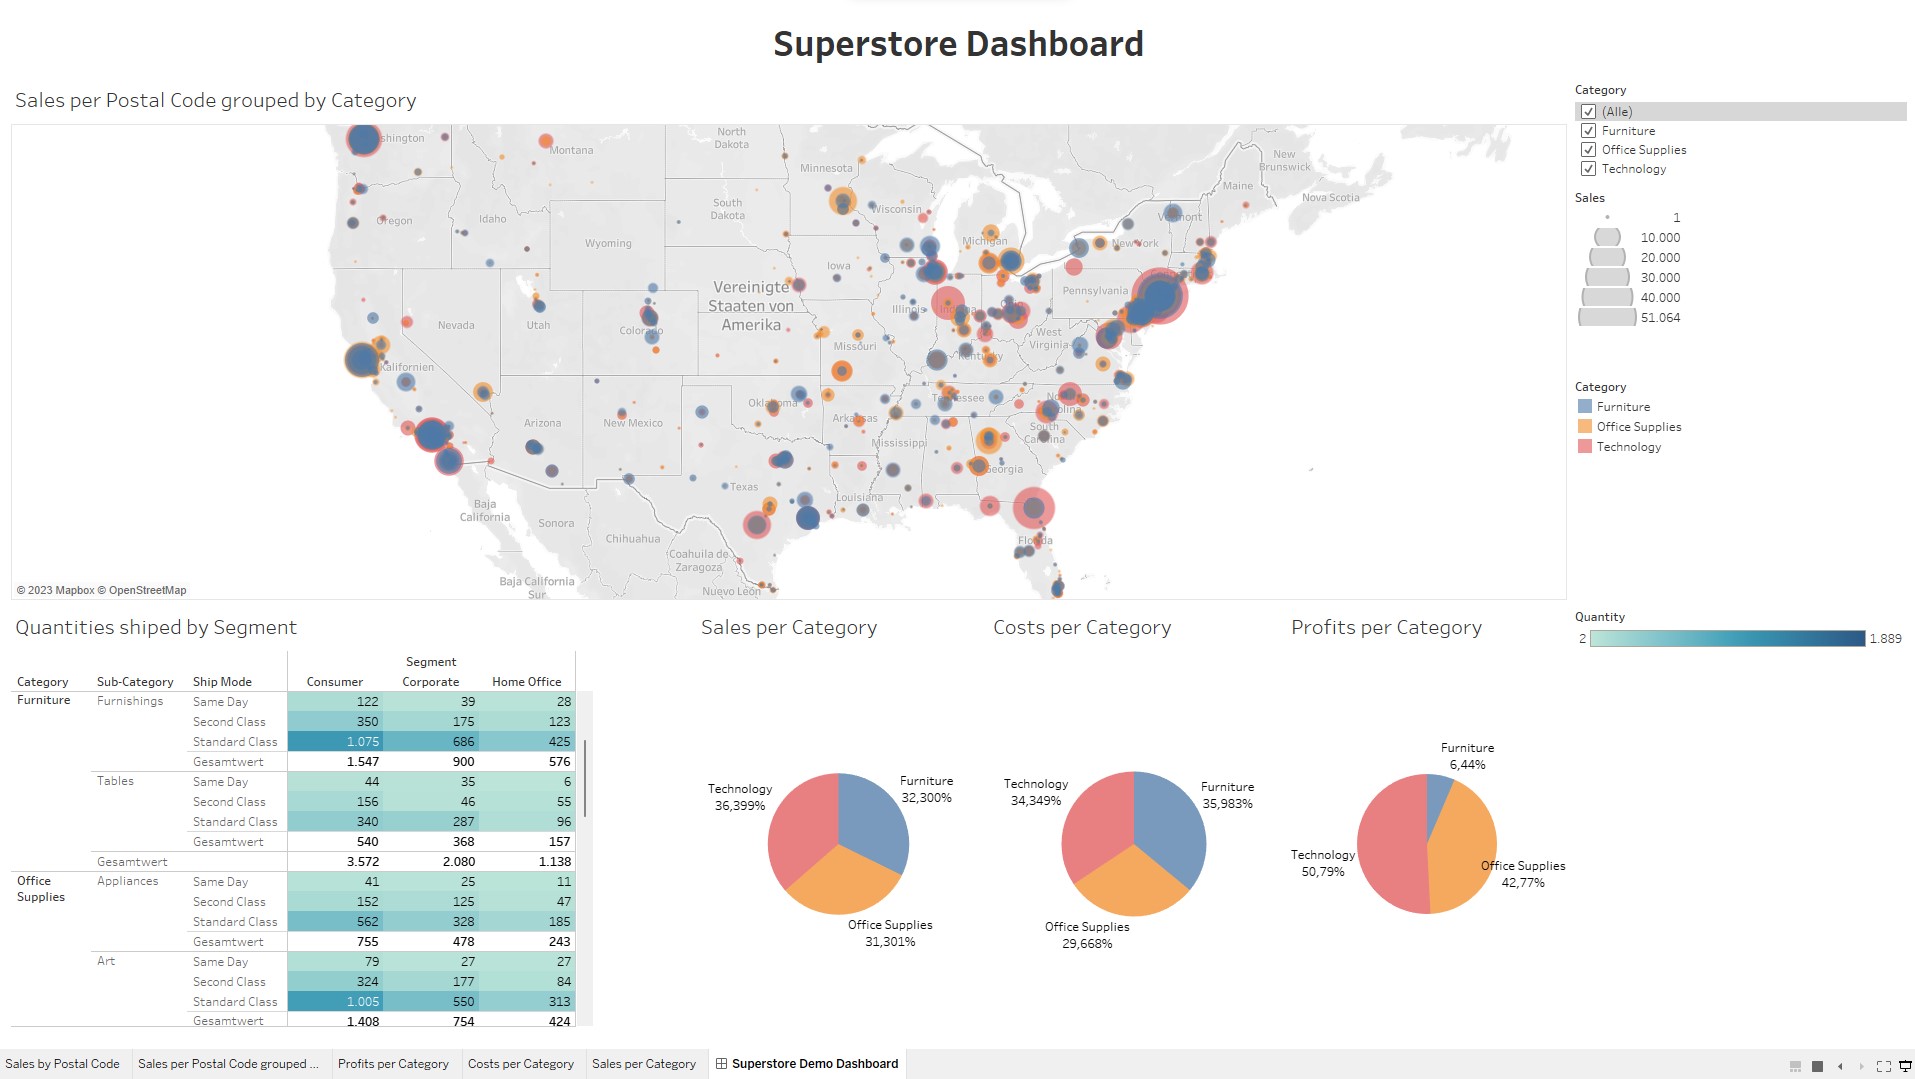 Superstore Dashboard
Sales per Postal Code grouped by Category
shington
Montana
North
Dakota
Minnesota
New
Brunswick
Maine
Nova Scotia
Oregon
Idaho
South
Dakota
Wisconsin
Vermont
Wyoming
Michigan
New York
Iowa
Vereinigte
Staaten von
Amerika
Pennsylvania
Nevada
Utah
Colorado
Illinois
Indiana
West
Virginia
Missouri
Kentucky
Kalifornien
Oklahoma
Tennessee
Arizona
New Mexico
Arkansas
Mississippi
South
Carolina
Georgia
Texas
Louisiana
Baja
California
Sonora
Chihuahua
Coahuila de
Zaragoza
Florida
Baja California
Sur
Nuevo León
© 2023 Mapbox © OpenStreetMap
Category
(Alle)
Furniture
Office Supplies
Technology
Sales
1
10.000
20.000
30.000
40.000
51.064
Category
Furniture
Office Supplies
Technology
Quantity
2 1.889
Quantities shiped by Segment
Segment
Category Sub-Category Ship Mode Consumer Corporate Home Office
Furniture Furnishings Same Day 122 39 28
Second Class 350 175 123
Standard Class 1.075 686 425
Gesamtwert 1.547 900 576
Tables Same Day 44 35 6
Second Class 156 46 55
Standard Class 340 287 96
Gesamtwert 540 368 157
Gesamtwert 3.572 2.080 1.138
Office Supplies Appliances Same Day 41 25 11
Second Class 152 125 47
Standard Class 562 328 185
Gesamtwert 755 478 243
Art Same Day 79 27 27
Second Class 324 177 84
Standard Class 1.005 550 313
Gesamtwert 1.408 754 424
Sales per Category
Technology
36,399%
Furniture
32,300%
Office Supplies
31,301%
Costs per Category
Technology
34,349%
Furniture
35,983%
Office Supplies
29,668%
Profits per Category
Furniture
6,44%
Technology
50,79%
Office Supplies
42,77%
Sales by Postal Code Sales per Postal Code grouped ... Profits per Category Costs per Category Sales per Category Superstore Demo Dashboard